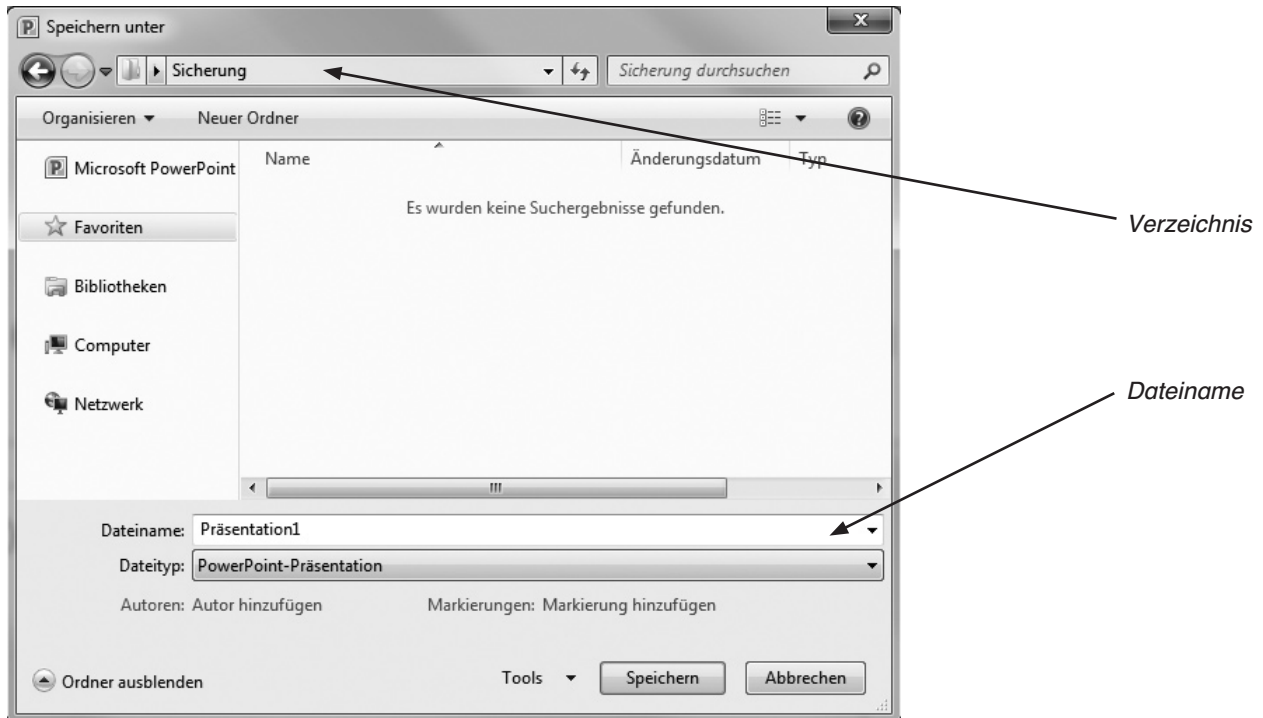 Speichern unter
Sicherung
Sicherung durchsuchen
Organisieren
Neuer Ordner
Microsoft PowerPoint
Name
Änderungsdatum
Typ
Es wurden keine Suchergebnisse gefunden.
Favoriten
Verzeichnis
Bibliotheken
Computer
Netzwerk
Dateiname
Dateiname: Präsentation1
Dateityp: PowerPoint-Präsentation
Autoren: Autor hinzufügen
Markierungen: Markierung hinzufügen
Ordner ausblenden
Tools
Speichern
Abbrechen